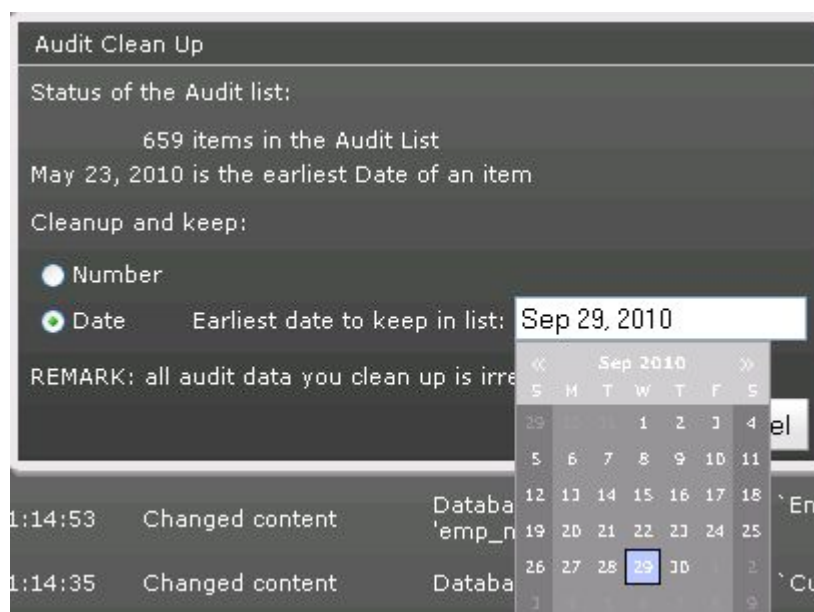 Audit Clean Up
Status of the Audit list:
659 items in the Audit List
May 23, 2010 is the earliest Date of an item
Cleanup and keep:
Number
Date Earliest date to keep in list: Sep 29, 2010
REMARK: all audit data you clean up is irre
« Sep 2010 »
S M T W T F S
29 30 31 1 2 3 4
el
5 6 7 8 9 10 11
12 13 14 15 16 17 18
19 20 21 22 23 24 25
26 27 28 29 30 1 2
1:14:53 Changed content Databa `En
'emp_n
1:14:35 Changed content Databa `Cu